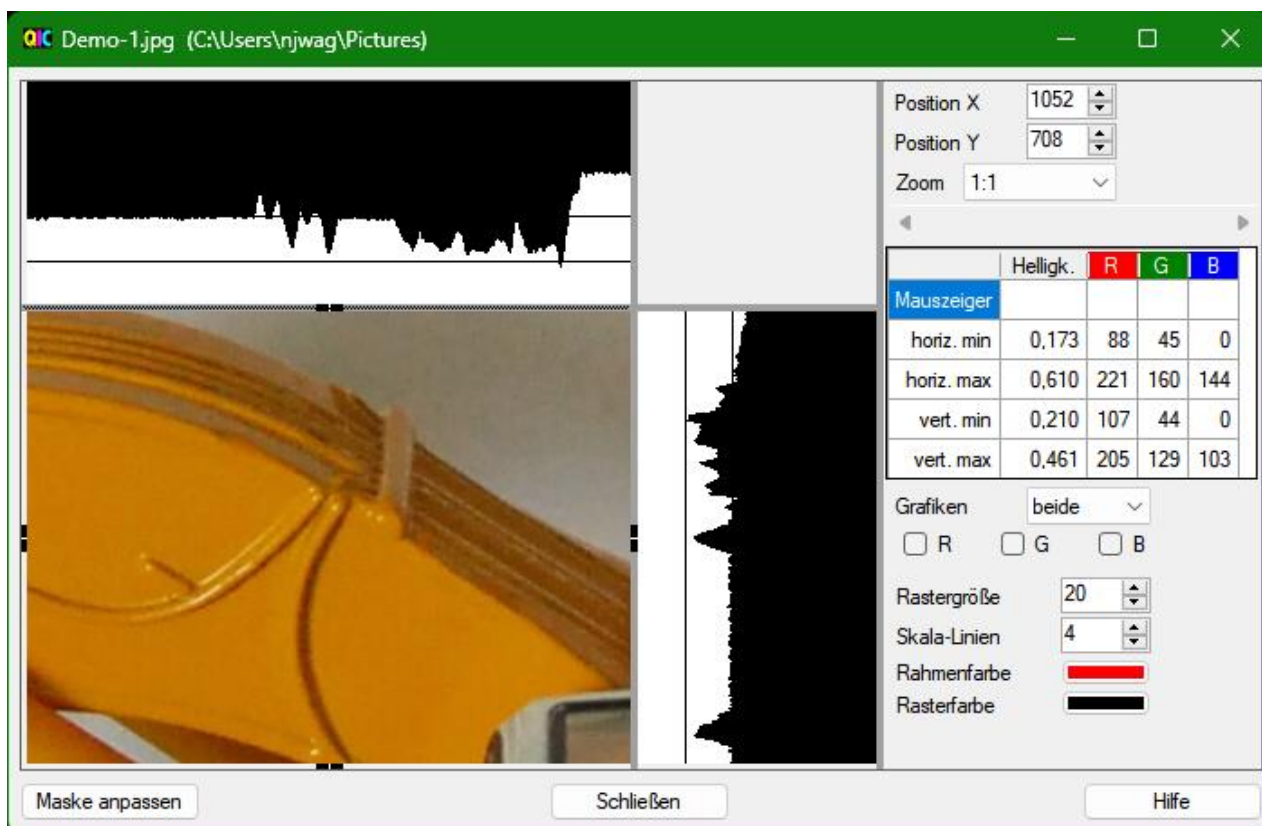 QIC Demo-1.jpg (C:\Users\njwag\Pictures)
Position X 1052
Position Y 708
Zoom 1:1
Helligk. R G B
Mauszeiger
horiz. min 0,173 88 45 0
horiz. max 0,610 221 160 144
vert. min 0,210 107 44 0
vert. max 0,461 205 129 103
Grafiken beide
R G B
Rastergröße 20
Skala-Linien 4
Rahmenfarbe
Rasterfarbe
Maske anpassen Schließen Hilfe